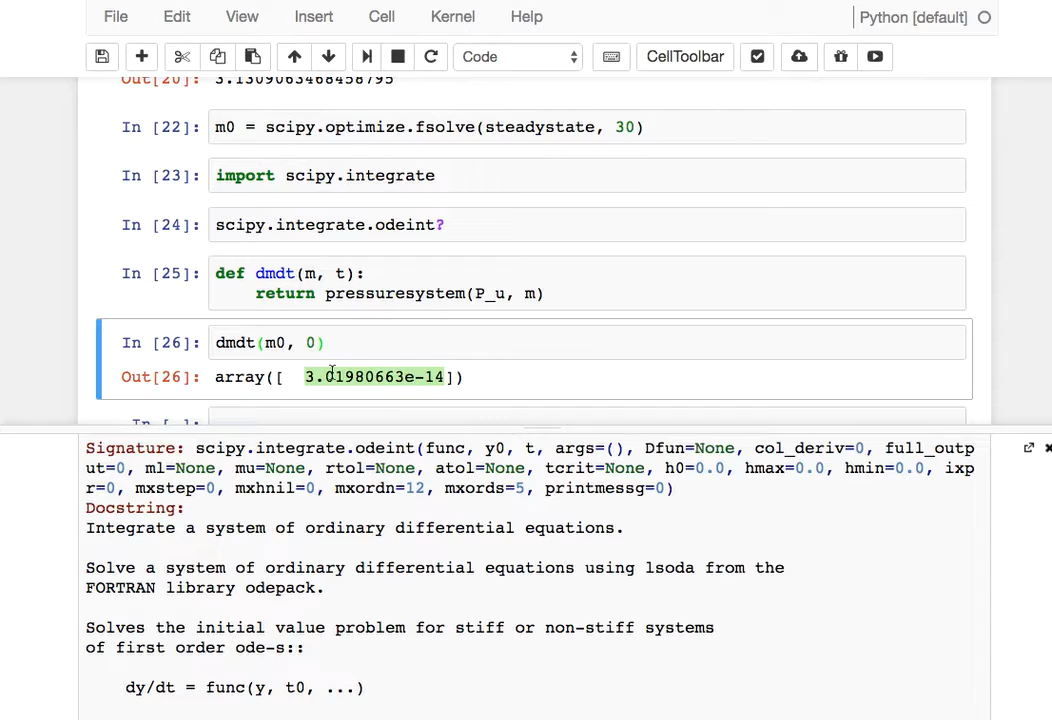 File Edit View Insert Cell Kernel Help Python [default]
Code CellToolbar
Out[20]: 3.1309063468458795
In [22]: m0 = scipy.optimize.fsolve(steadystate, 30)
In [23]: import scipy.integrate
In [24]: scipy.integrate.odeint?
In [25]: def dmdt(m, t):
return pressuresystem(P_u, m)
In [26]: dmdt(m0, 0)
Out[26]: array([ 3.01980663e-14])
In [ ]:
Signature: scipy.integrate.odeint(func, y0, t, args=(), Dfun=None, col_deriv=0, full_outp
ut=0, ml=None, mu=None, rtol=None, atol=None, tcrit=None, h0=0.0, hmax=0.0, hmin=0.0, ixp
r=0, mxstep=0, mxhnil=0, mxordn=12, mxords=5, printmessg=0)
Docstring:
Integrate a system of ordinary differential equations.
Solve a system of ordinary differential equations using lsoda from the
FORTRAN library odepack.
Solves the initial value problem for stiff or non-stiff systems
of first order ode-s::
dy/dt = func(y, t0, ...)